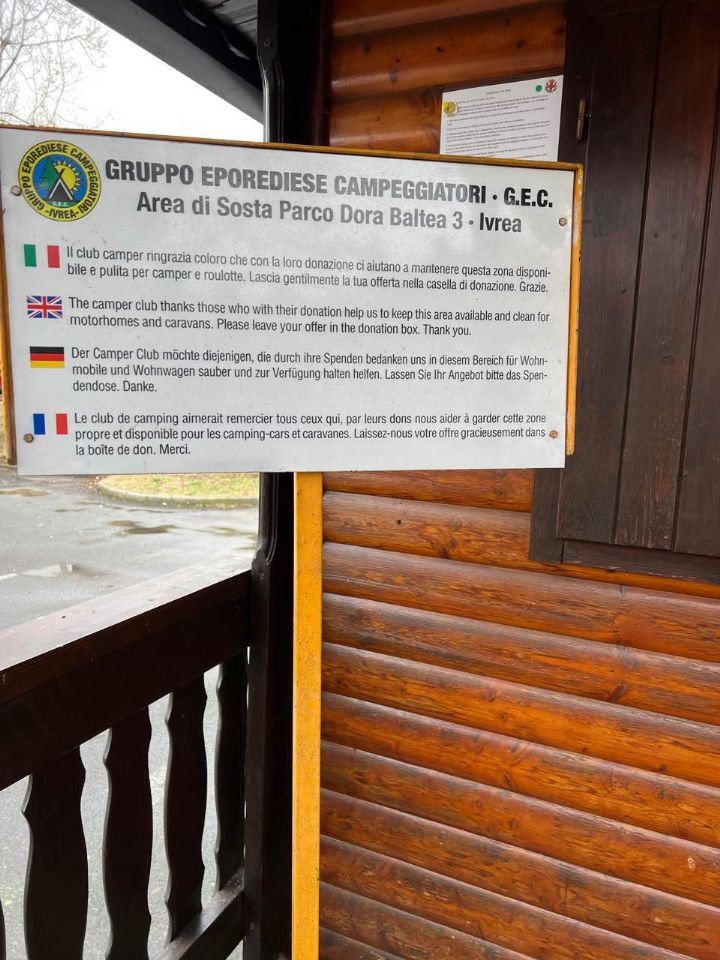 GRUPPO EPOREDIESE CAMPEGGIATORI
G.E.C.
-IVREA-
GRUPPO EPOREDIESE CAMPEGGIATORI · G.E.C.
Area di Sosta Parco Dora Baltea 3 · Ivrea
Il club camper ringrazia coloro che con la loro donazione ci aiutano a mantenere questa zona disponi-
bile e pulita per camper e roulotte. Lascia gentilmente la tua offerta nella casella di donazione. Grazie.
The camper club thanks those who with their donation help us to keep this area available and clean for
motorhomes and caravans. Please leave your offer in the donation box. Thank you.
Der Camper Club möchte diejenigen, die durch ihre Spenden bedanken uns in diesem Bereich für Wohn-
mobile und Wohnwagen sauber und zur Verfügung halten helfen. Lassen Sie Ihr Angebot bitte das Spen-
dendose. Danke.
Le club de camping aimerait remercier tous ceux qui, par leurs dons nous aider à garder cette zone
propre et disponible pour les camping-cars et caravanes. Laissez-nous votre offre gracieusement dans
la boîte de don. Merci.